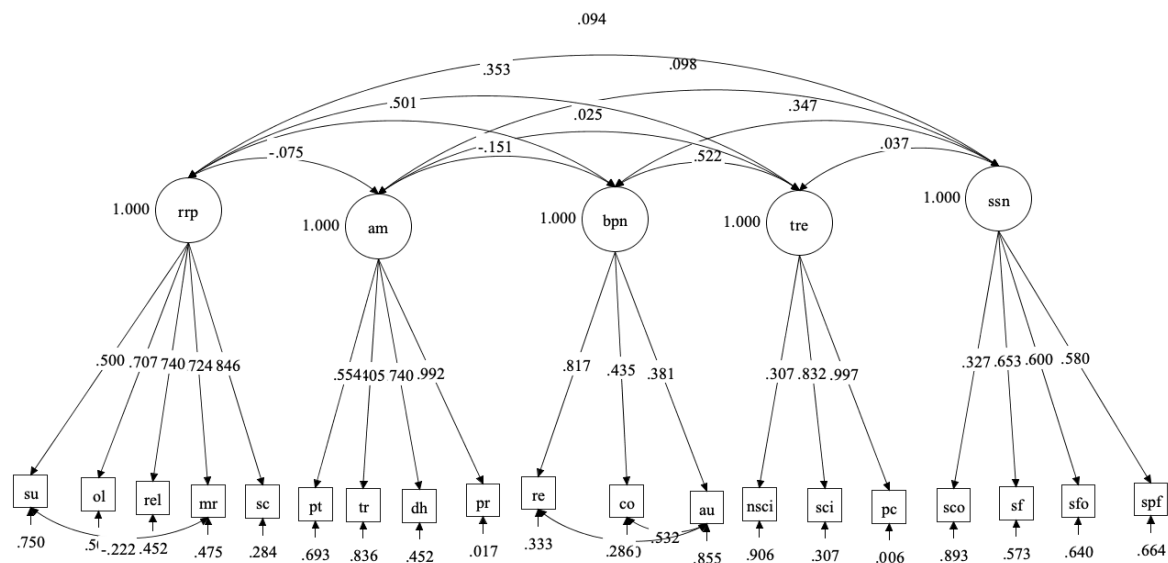 .094
.353 .098
.501 .025 .347
-.075 -.151 .522 .037
1.000 rrp 1.000 am 1.000 bpn 1.000 tre 1.000 ssn
.500 .707 740 724 846 .554 740 .992 .817 .435 .381 .307 .832 .997 .327 .653 .600 .580
su ol rel mr sc pt tr dh pr re co au nsci sci pc sco sf sfo spf
.750 -.222 .452 .475 .284 .693 .836 .452 .017 .333 .286 .532 .855 .906 .307 .006 .893 .573 .640 .664